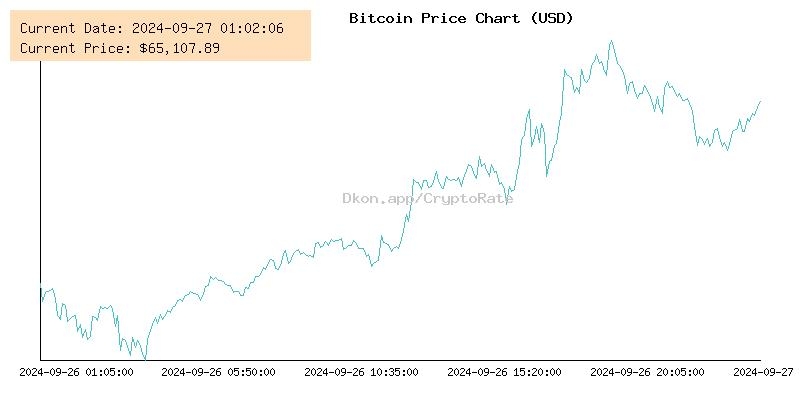 Bitcoin Price Chart (USD)
Current Date: 2024-09-27 01:02:06
Current Price: $65,107.89
Dkon.app/CryptoRate
2024-09-26 01:05:00 2024-09-26 05:50:00 2024-09-26 10:35:00 2024-09-26 15:20:00 2024-09-26 20:05:00 2024-09-27